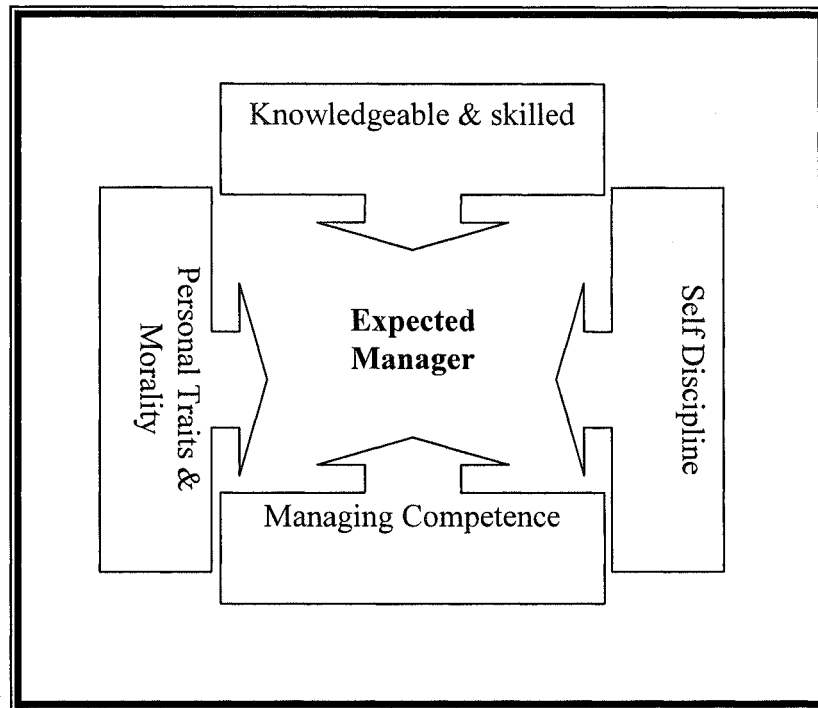 Knowledgeable & skilled
Personal Traits &
Morality
Expected
Manager
Self Discipline
Managing Competence